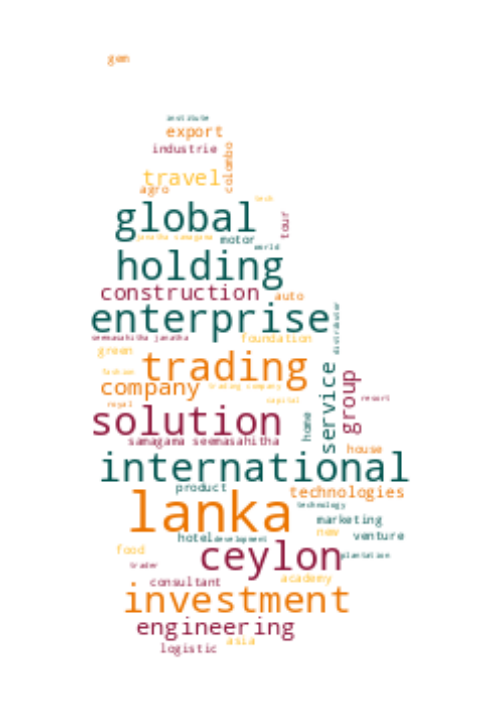 gem
institute
export
industrie
colombo
travel
agro
tech
global
tour
janatha samagama
motor
world
holding
construction
auto
enterprise
distributor
seemasahitha janatha
foundation
green
trading
fashion
company
trading company
service
group
resort
capital
royal
solution
home
samagama seemasahitha
house
international
product
technologies
lanka
technology
marketing
new
hotel
development
venture
food
ceylon
plantation
trader
consultant
academy
investment
engineering
asia
logistic